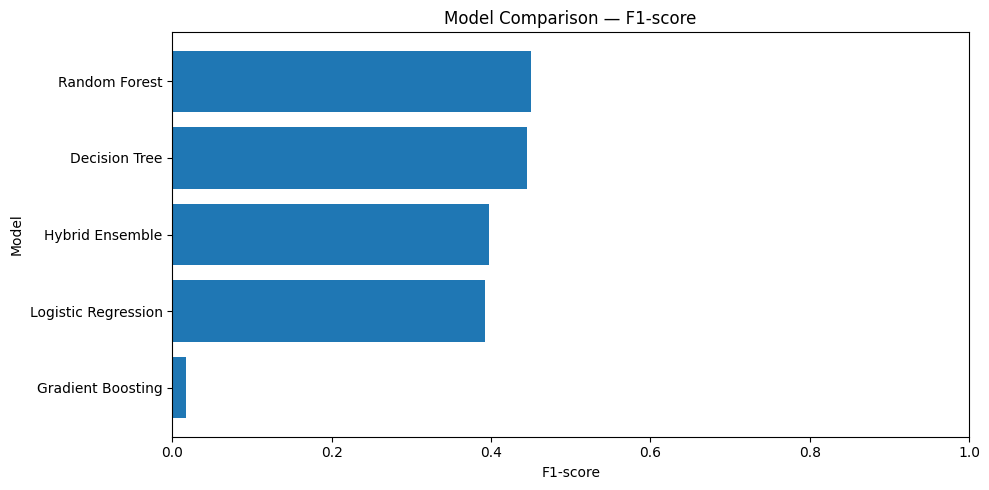 Model Comparison — F1-score
Model
Random Forest
Decision Tree
Hybrid Ensemble
Logistic Regression
Gradient Boosting
0.0 0.2 0.4 0.6 0.8 1.0
F1-score